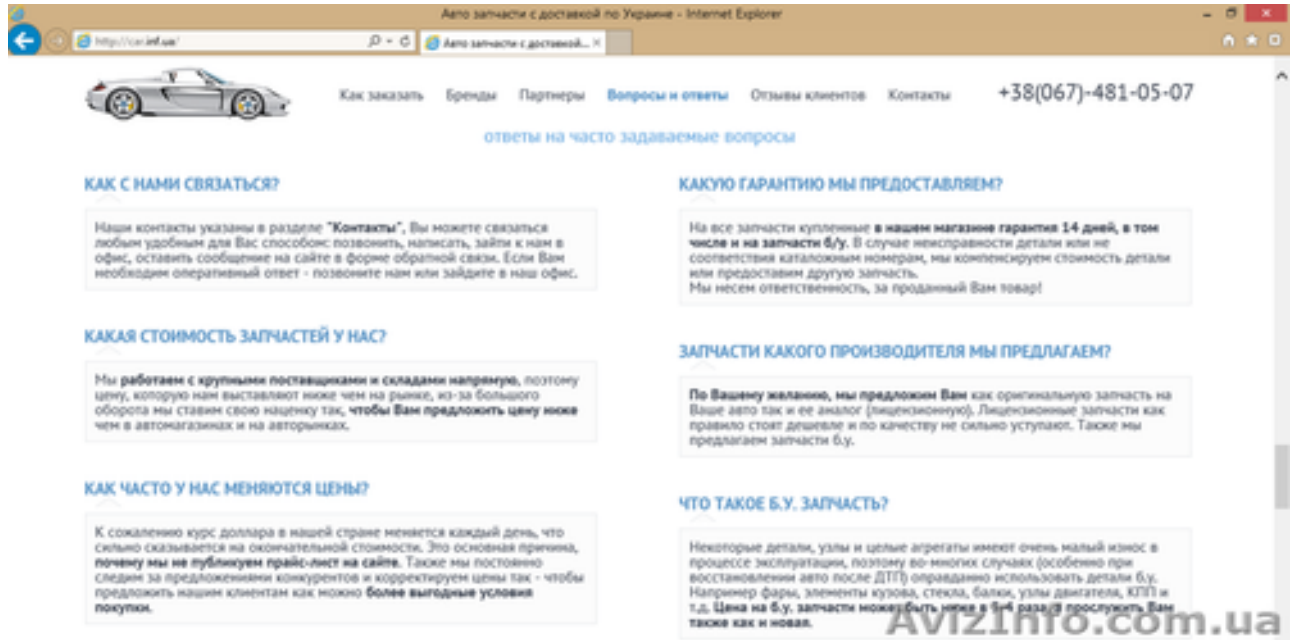 Авто запчасти с доставкой по Украине - Internet Explorer
http://car.inf.ua/
Авто запчасти с доставкой...
Как заказать Бренды Партнеры Вопросы и ответы Отзывы клиентов Контакты +38(067)-481-05-07
ответы на часто задаваемые вопросы
КАК С НАМИ СВЯЗАТЬСЯ?
Наши контакты указаны в разделе "Контакты", Вы можете связаться
любым удобным для Вас способом: позвонить, написать, зайти к нам в
офис, оставить сообщение на сайте в форме обратной связи. Если Вам
необходим оперативный ответ - позвоните нам или зайдите в наш офис.
КАКАЯ СТОИМОСТЬ ЗАПЧАСТЕЙ У НАС?
Мы работаем с крупными поставщиками и складами напрямую, поэтому
цену, которую нам выставляют ниже чем на рынке, из-за большого
оборота мы ставим свою наценку так, чтобы Вам предложить цену ниже
чем в автомагазинах и на авторынках.
КАК ЧАСТО У НАС МЕНЯЮТСЯ ЦЕНЫ?
К сожалению курс доллара в нашей стране меняется каждый день, что
сильно сказывается на окончательной стоимости. Это основная причина,
почему мы не публикуем прайс-лист на сайте. Также мы постоянно
следим за предложениями конкурентов и корректируем цены так - чтобы
предложить нашим клиентам как можно более выгодные условия
покупки.
КАКУЮ ГАРАНТИЮ МЫ ПРЕДОСТАВЛЯЕМ?
На все запчасти купленные в нашем магазине гарантия 14 дней, в том
числе и на запчасти б/у. В случае неисправности детали или не
соответствия каталожным номерам, мы компенсируем стоимость детали
или предоставим другую запчасть.
Мы несем ответственность, за проданный Вам товар!
ЗАПЧАСТИ КАКОГО ПРОИЗВОДИТЕЛЯ МЫ ПРЕДЛАГАЕМ?
По Вашему желанию, мы предложим Вам как оригинальную запчасть на
Ваше авто так и ее аналог (лицензионную). Лицензионные запчасти как
правило стоят дешевле и по качеству не сильно уступают. Также мы
предлагаем запчасти б.у.
ЧТО ТАКОЕ Б.У. ЗАПЧАСТЬ?
Некоторые детали, узлы и целые агрегаты имеют очень малый износ в
процессе эксплуатации, поэтому во-многих случаях (особенно при
восстановлении авто после ДТП) оправданно использовать детали б.у.
Например фары, элементы кузова, стекла, балки, узлы двигателя, КПП и
т.д. Цена на б.у. запчасти может быть ниже в раза, прослужить Вам
также как и новая.
AvizInfo.com.ua